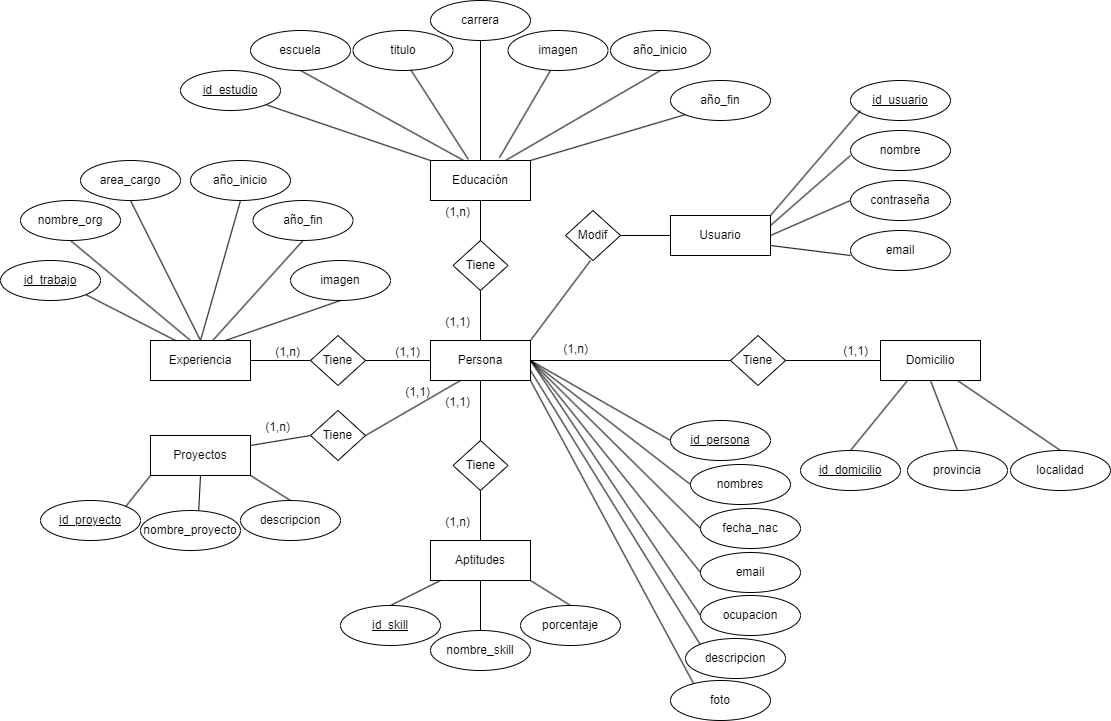 carrera
escuela
titulo
imagen
año_inicio
id_estudio
año_fin
id_usuario
nombre
contraseña
email
Educación
Usuario
Modif
(1,n)
Tiene
(1,1)
area_cargo
año_inicio
nombre_org
año_fin
id_trabajo
imagen
Experiencia
(1,n)
Tiene
(1,1)
Persona
(1,n)
Tiene
(1,1)
Domicilio
id_domicilio
provincia
localidad
(1,1)
(1,n)
Tiene
Proyectos
id_proyecto
nombre_proyecto
descripcion
(1,1)
Tiene
(1,n)
Aptitudes
id_skill
nombre_skill
porcentaje
id_persona
nombres
fecha_nac
email
ocupacion
descripcion
foto